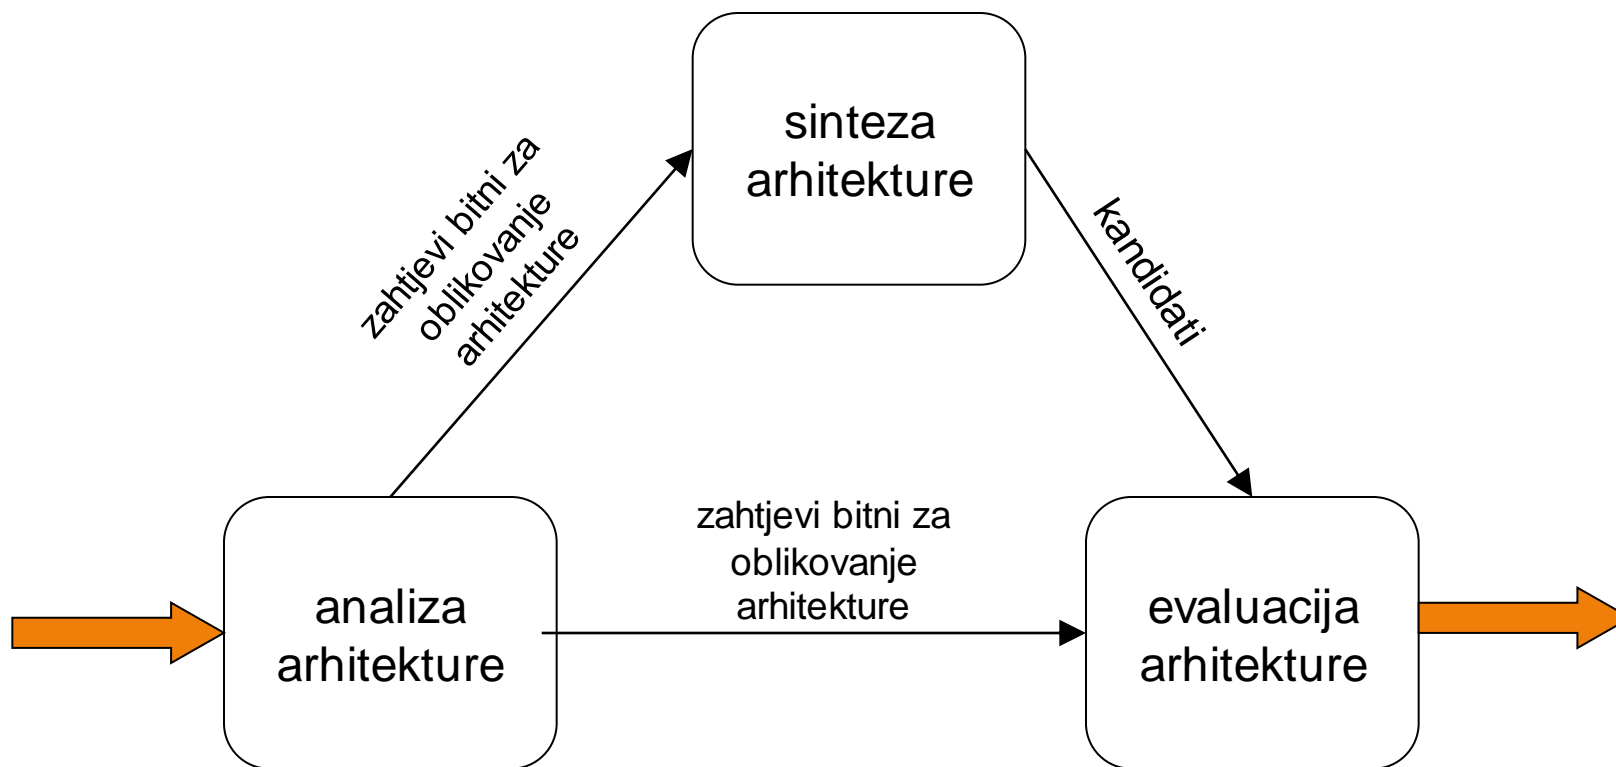 sinteza
arhitekture
zahtjevi bitni za
oblikovanje
arhitekture
kandidati
zahtjevi bitni za
oblikovanje
arhitekture
analiza
arhitekture
evaluacija
arhitekture